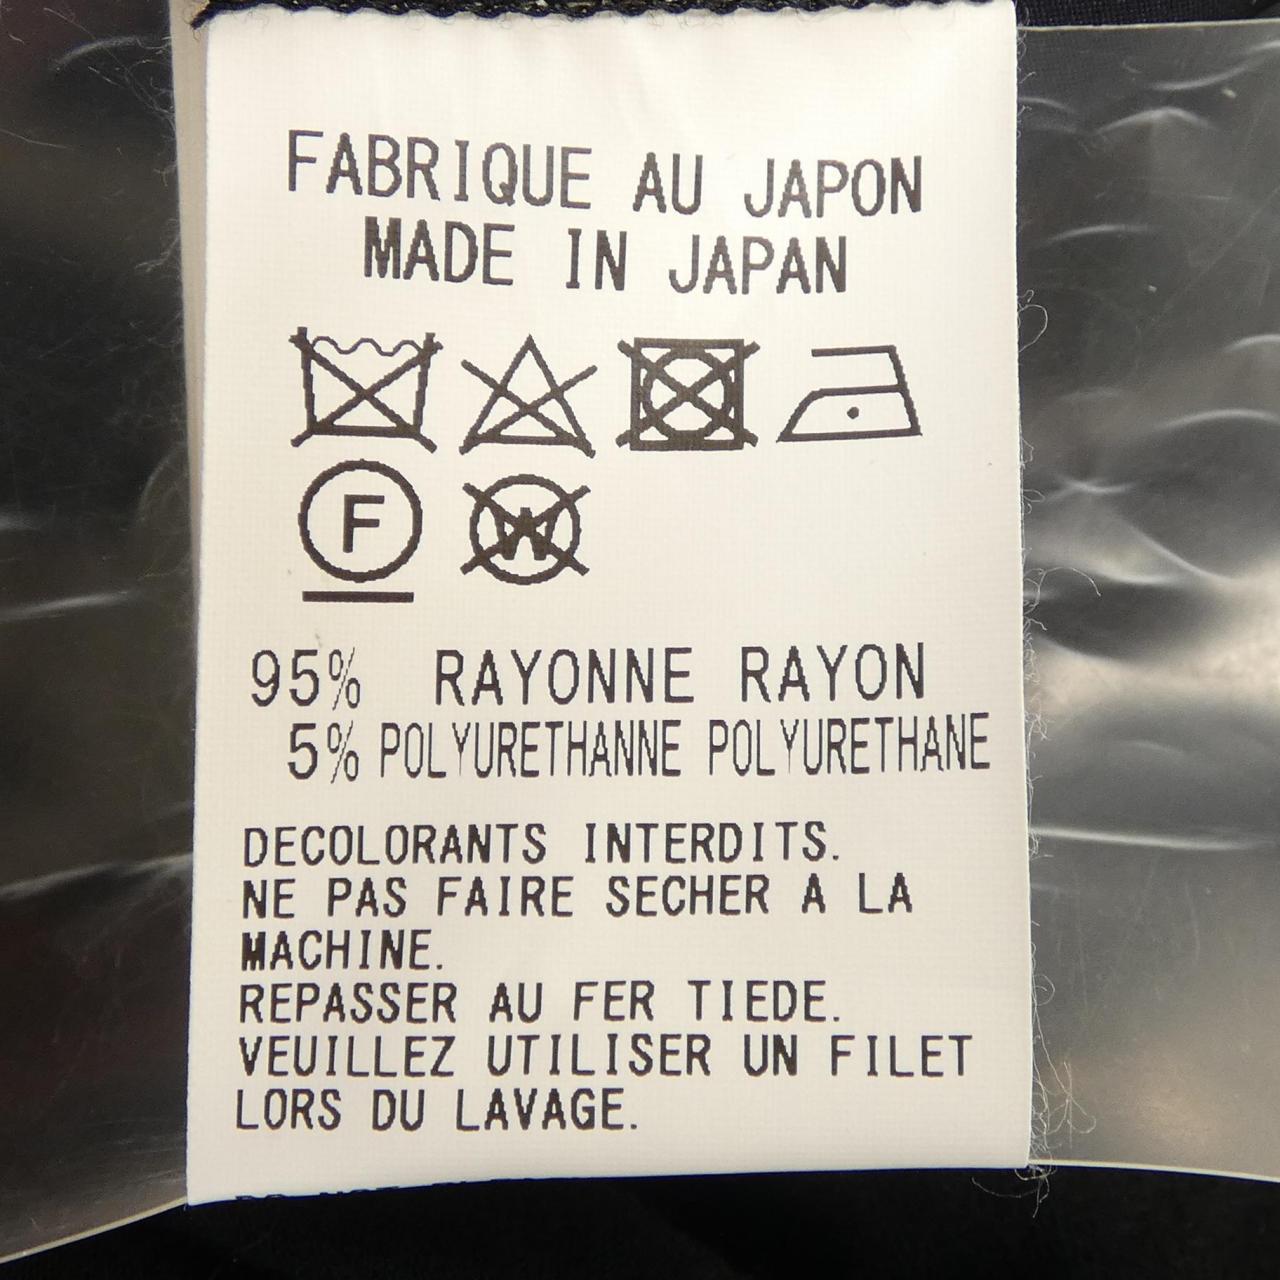 FABRIQUE AU JAPON
MADE IN JAPAN
F
W
95% RAYONNE RAYON
5% POLYURETHANNE POLYURETHANE
DECOLORANTS INTERDITS.
NE PAS FAIRE SECHER A LA
MACHINE.
REPASSER AU FER TIEDE.
VEUILLEZ UTILISER UN FILET
LORS DU LAVAGE.